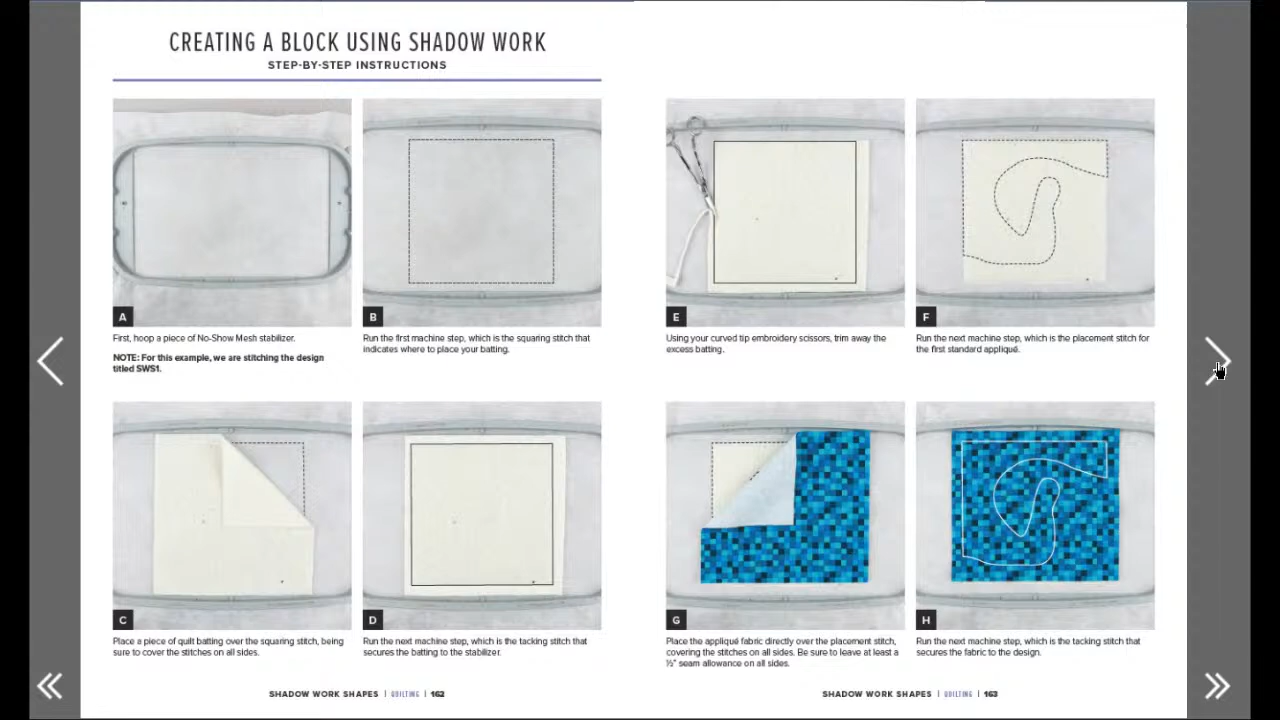 CREATING A BLOCK USING SHADOW WORK
STEP-BY-STEP INSTRUCTIONS
A
First, hoop a piece of No-Show Mesh stabilizer.
NOTE: For this example, we are stitching the design
titled SWS1.
B
Run the first machine step, which is the squaring stitch that
indicates where to place your batting.
C
Place a piece of quilt batting over the squaring stitch, being
sure to cover the stitches on all sides.
D
Run the next machine step, which is the tacking stitch that
secures the batting to the stabilizer.
SHADOW WORK SHAPES | QUILTING | 162
E
Using your curved tip embroidery scissors, trim away the
excess batting.
F
Run the next machine step, which is the placement stitch for
the first standard appliqué.
G
Place the appliqué fabric directly over the placement stitch,
covering the stitches on all sides. Be sure to leave at least a
½" seam allowance on all sides.
H
Run the next machine step, which is the tacking stitch that
secures the fabric to the design.
SHADOW WORK SHAPES | QUILTING | 163